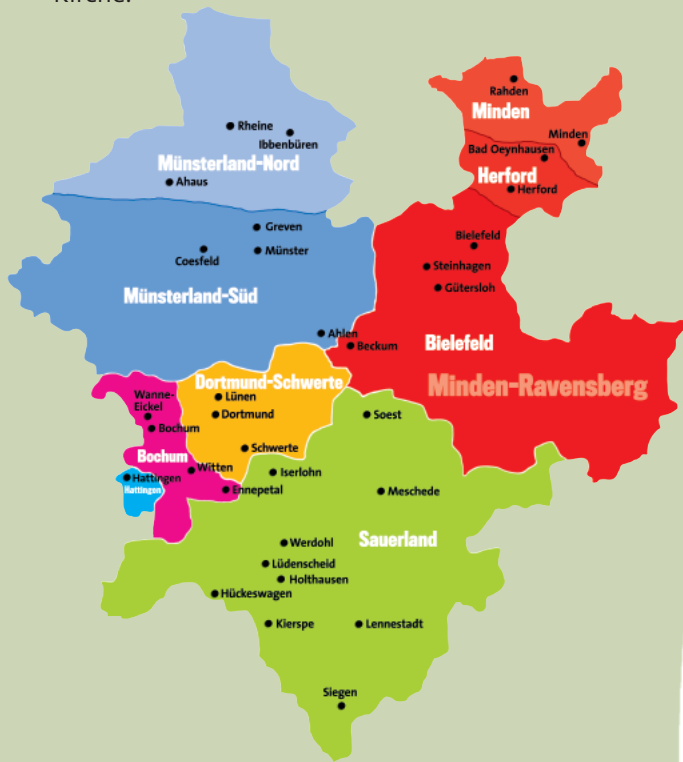 Kirche.
Rahden
Minden
Rheine
Ibbenbüren
Minden
Bad Oeynhausen
Münsterland-Nord
Herford
Ahaus
Herford
Greven
Bielefeld
Münster
Coesfeld
Steinhagen
Gütersloh
Münsterland-Süd
Ahlen
Beckum
Bielefeld
Dortmund-Schwerte
Minden-Ravensberg
Wanne-
Eickel
Lünen
Dortmund
Soest
Bochum
Schwerte
Bochum
Witten
Iserlohn
Hattingen
Hattingen
Ennepetal
Meschede
Werdohl
Sauerland
Lüdenscheid
Holthausen
Hückeswagen
Kierspe
Lennestadt
Siegen